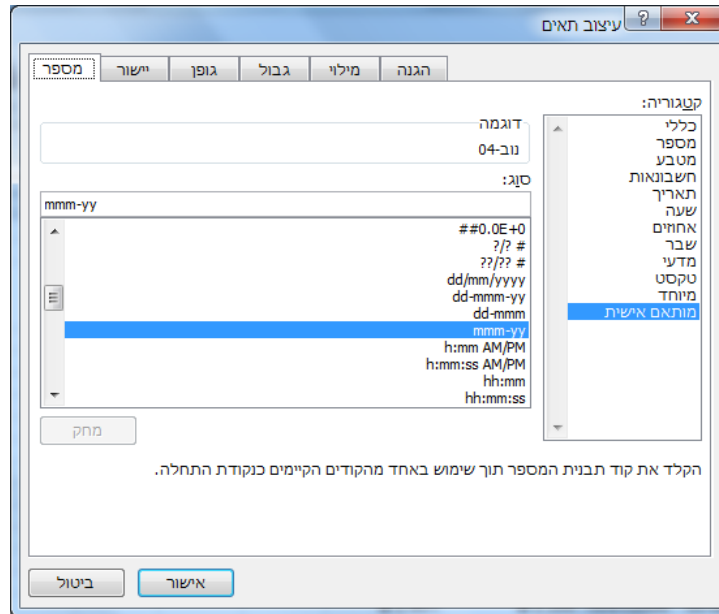 עיצוב תאים
מספר
יישור
גופן
גבול
מילוי
הגנה
קטגוריה:
כללי
מספר
מטבע
חשבונאות
תאריך
שעה
אחוזים
שבר
מדעי
טקסט
מיוחד
מותאם אישית
דוגמה
נוב-04
סוג:
mmm-yy
##0.0E+0
# ?/?
# ??/??
dd/mm/yyyy
dd-mmm-yy
dd-mmm
mmm-yy
h:mm AM/PM
h:mm:ss AM/PM
hh:mm
hh:mm:ss
מחק
הקלד את קוד תבנית המספר תוך שימוש באחד מהקודים הקיימים כנקודת התחלה.
אישור
ביטול